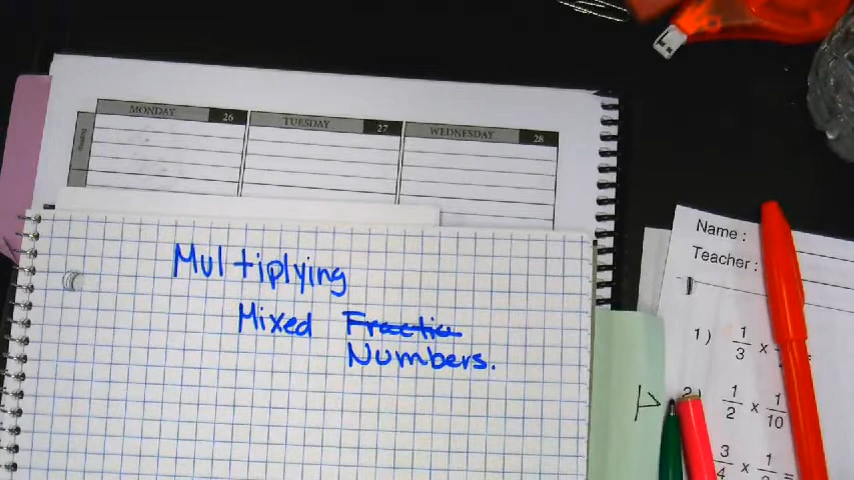 MONDAY 26 TUESDAY 27 WEDNESDAY 28
Multiplying
Mixed Fractio
Numbers.
Name :
Teacher :
1) 1/3 x
1/2 x 1/10
3/4 x 1/